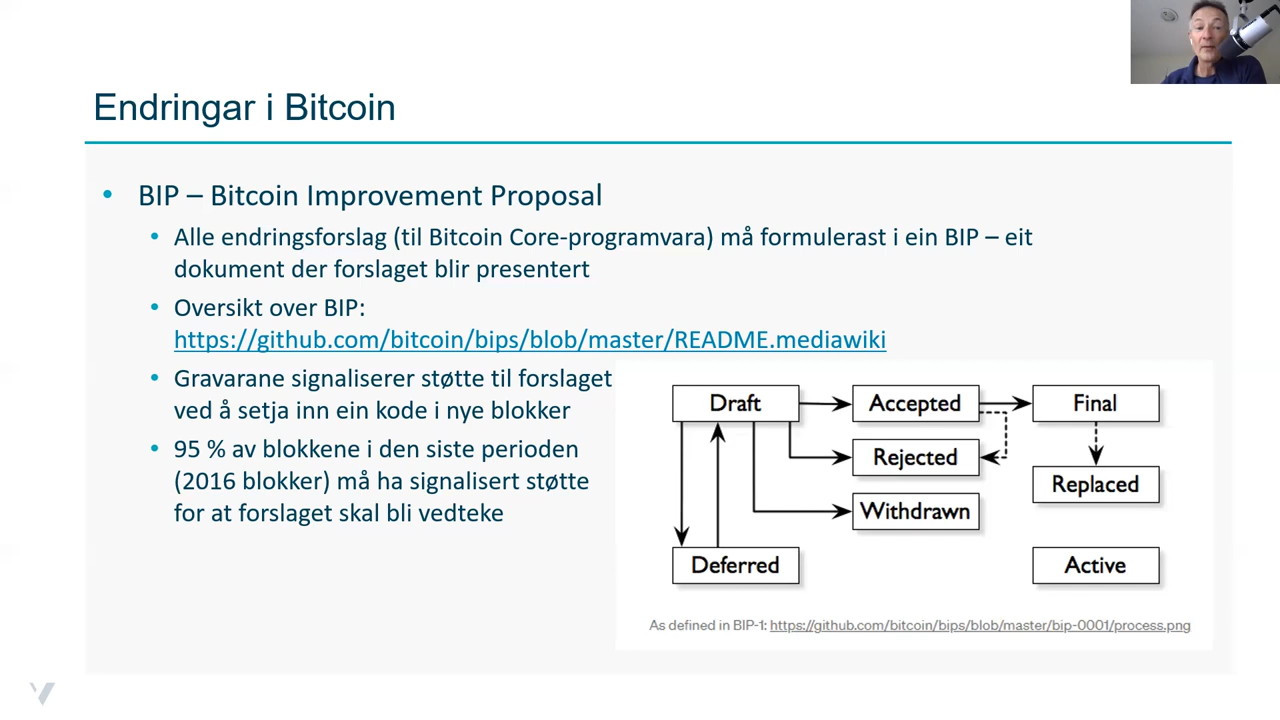 Endringar i Bitcoin
• BIP – Bitcoin Improvement Proposal
• Alle endringsforslag (til Bitcoin Core-programvara) må formulerast i ein BIP – eit
dokument der forslaget blir presentert
• Oversikt over BIP:
https://github.com/bitcoin/bips/blob/master/README.mediawiki
• Gravarane signaliserer støtte til forslaget
ved å setja inn ein kode i nye blokker
• 95 % av blokkene i den siste perioden
(2016 blokker) må ha signalisert støtte
for at forslaget skal bli vedteke
Draft
Accepted
Final
Rejected
Replaced
Withdrawn
Deferred
Active
As defined in BIP-1: https://github.com/bitcoin/bips/blob/master/bip-0001/process.png